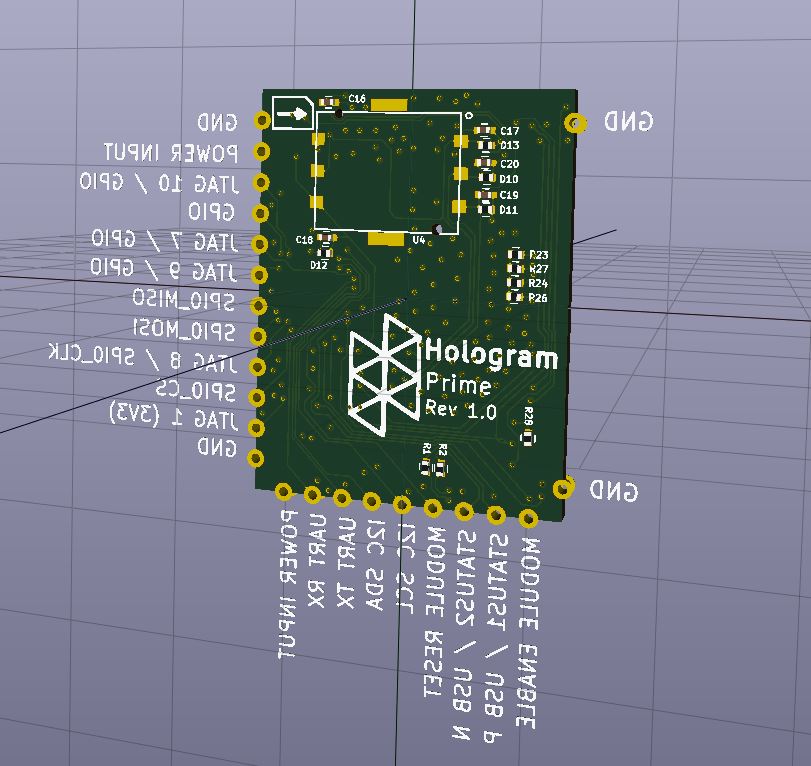 C16
GND
GND
C17
POWER INPUT
D13
C20
JTAG 10 / GPIO
D10
C19
GPIO
D11
JTAG 7 / GPIO
C18
U4
D12
R23
JTAG 9 / GPIO
R27
R24
SPI0_MISO
R26
SPI0_MOSI
JTAG 8 / SPI0_CLK
Hologram
SPI0_CS
Prime
JTAG 1 (3V3)
Rev 1.0
R28
GND
R1
R2
GND
POWER INPUT
UART RX
UART TX
I2C SDA
I2C SCL
MODULE RESET
STATUS2 / USB N
STATUS1 / USB P
MODULE ENABLE